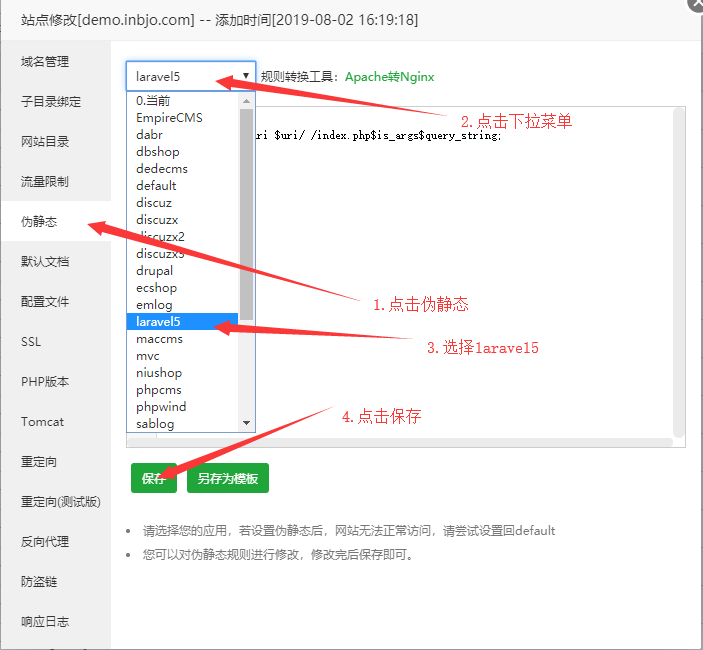 站点修改[demo.inbjo.com] -- 添加时间[2019-08-02 16:19:18]
域名管理
子目录绑定
网站目录
流量限制
伪静态
默认文档
配置文件
SSL
PHP版本
Tomcat
重定向
重定向(测试版)
反向代理
防盗链
响应日志
laravel5
规则转换工具：Apache转Nginx
2.点击下拉菜单
ri $uri/ /index.php$is_args$query_string;
0.当前
EmpireCMS
dabr
dbshop
dedecms
default
discuz
discuzx
discuzx2
discuzx3
drupal
ecshop
emlog
laravel5
maccms
mvc
niushop
phpcms
phpwind
sablog
1.点击伪静态
3.选择laravel5
4.点击保存
保存
另存为模板
请选择您的应用，若设置伪静态后，网站无法正常访问，请尝试设置回default
您可以对伪静态规则进行修改，修改完后保存即可。